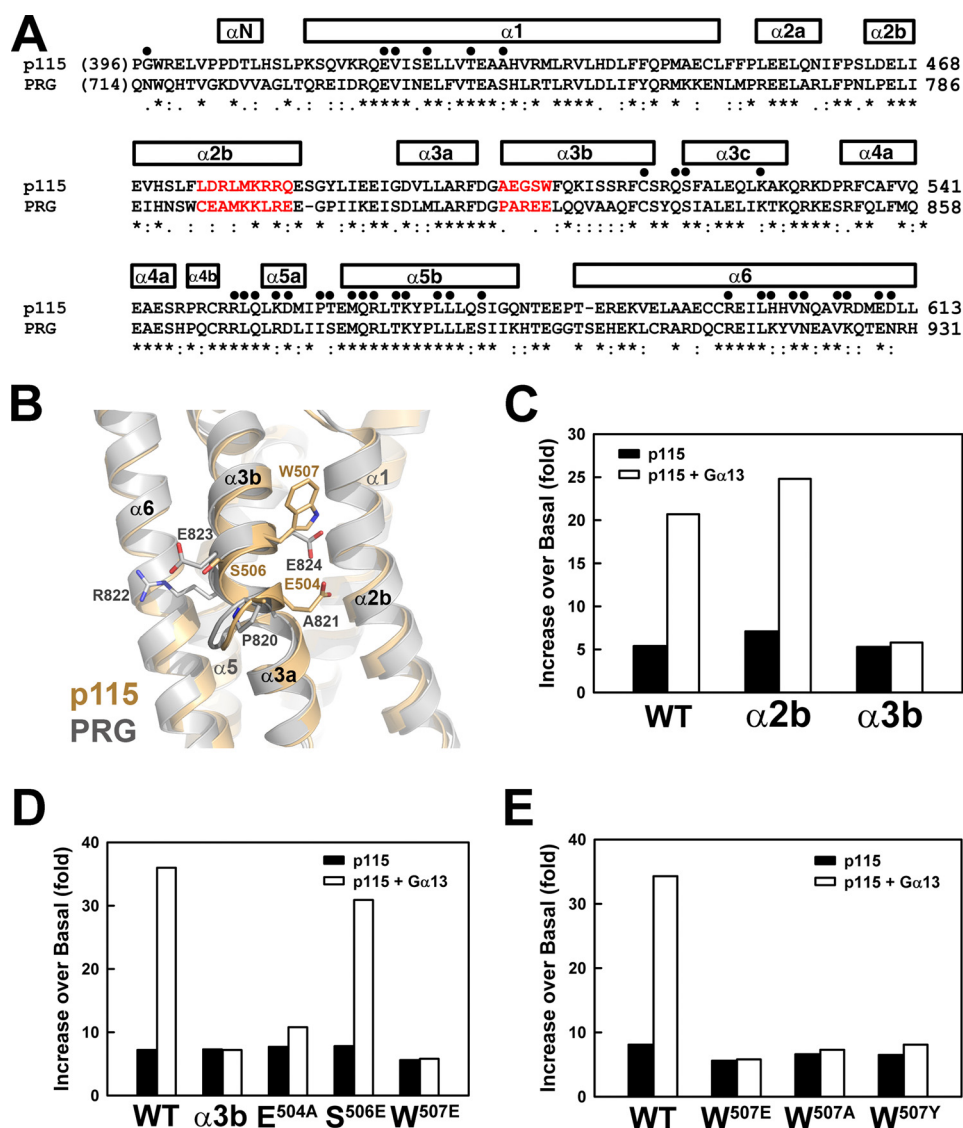 A
αN α1 α2a α2b
p115 (396) PGWRELVPPDTLHSLPKSQVKRQEVISELLVTEAAHVRMLRVLHDLFFQPMAECLFFPLEELQNIFPSLDELI 468
PRG (714) QNWQHTVGKDVVAGLTQREIDRQEVINELFVTEASHLRTLRVLDLIFYQRMKKENLMPREELARLFPNLPELI 786
α2b α3a α3b α3c α4a
p115 EVHSLFLDRLMKRRQESGYLIEEIGDVLLARFDGAEGSWFQKISSRFCSRQSFALEQLKAKQRKDPRFCAFVQ 541
PRG EIHNSWCEAMKKLREE-GPIIKEISDLMLARFDGPAREELQQVAAQFCSYQSIALELIKTKQRKESRFQLFMQ 858
α4a α4b α5a α5b α6
p115 EAESRPRCRRLQLKDMIPTEMQRLTKYPLLLQSIGQNTEEPT-EREKVELAAECCREILHHVNQAVRDMEDLL 613
PRG EAESHPQCRRLQLRDLIISEMQRLTKYPLLLESIIKHTEGGTSEHEKLCRARDQCREILKYVNEAVKQTENRH 931
B
α3b W507 α1
α6
E823
S506 E824
E504
R822 α2b
A821
P820
α5
α3a
p115
PRG
C
Increase over Basal (fold)
30
25
20
15
10
5
0
p115
p115 + Gα13
WT α2b α3b
D
Increase over Basal (fold)
40
30
20
10
0
p115
p115 + Gα13
WT α3b E504A S506E W507E
E
Increase over Basal (fold)
40
30
20
10
0
p115
p115 + Gα13
WT W507E W507A W507Y